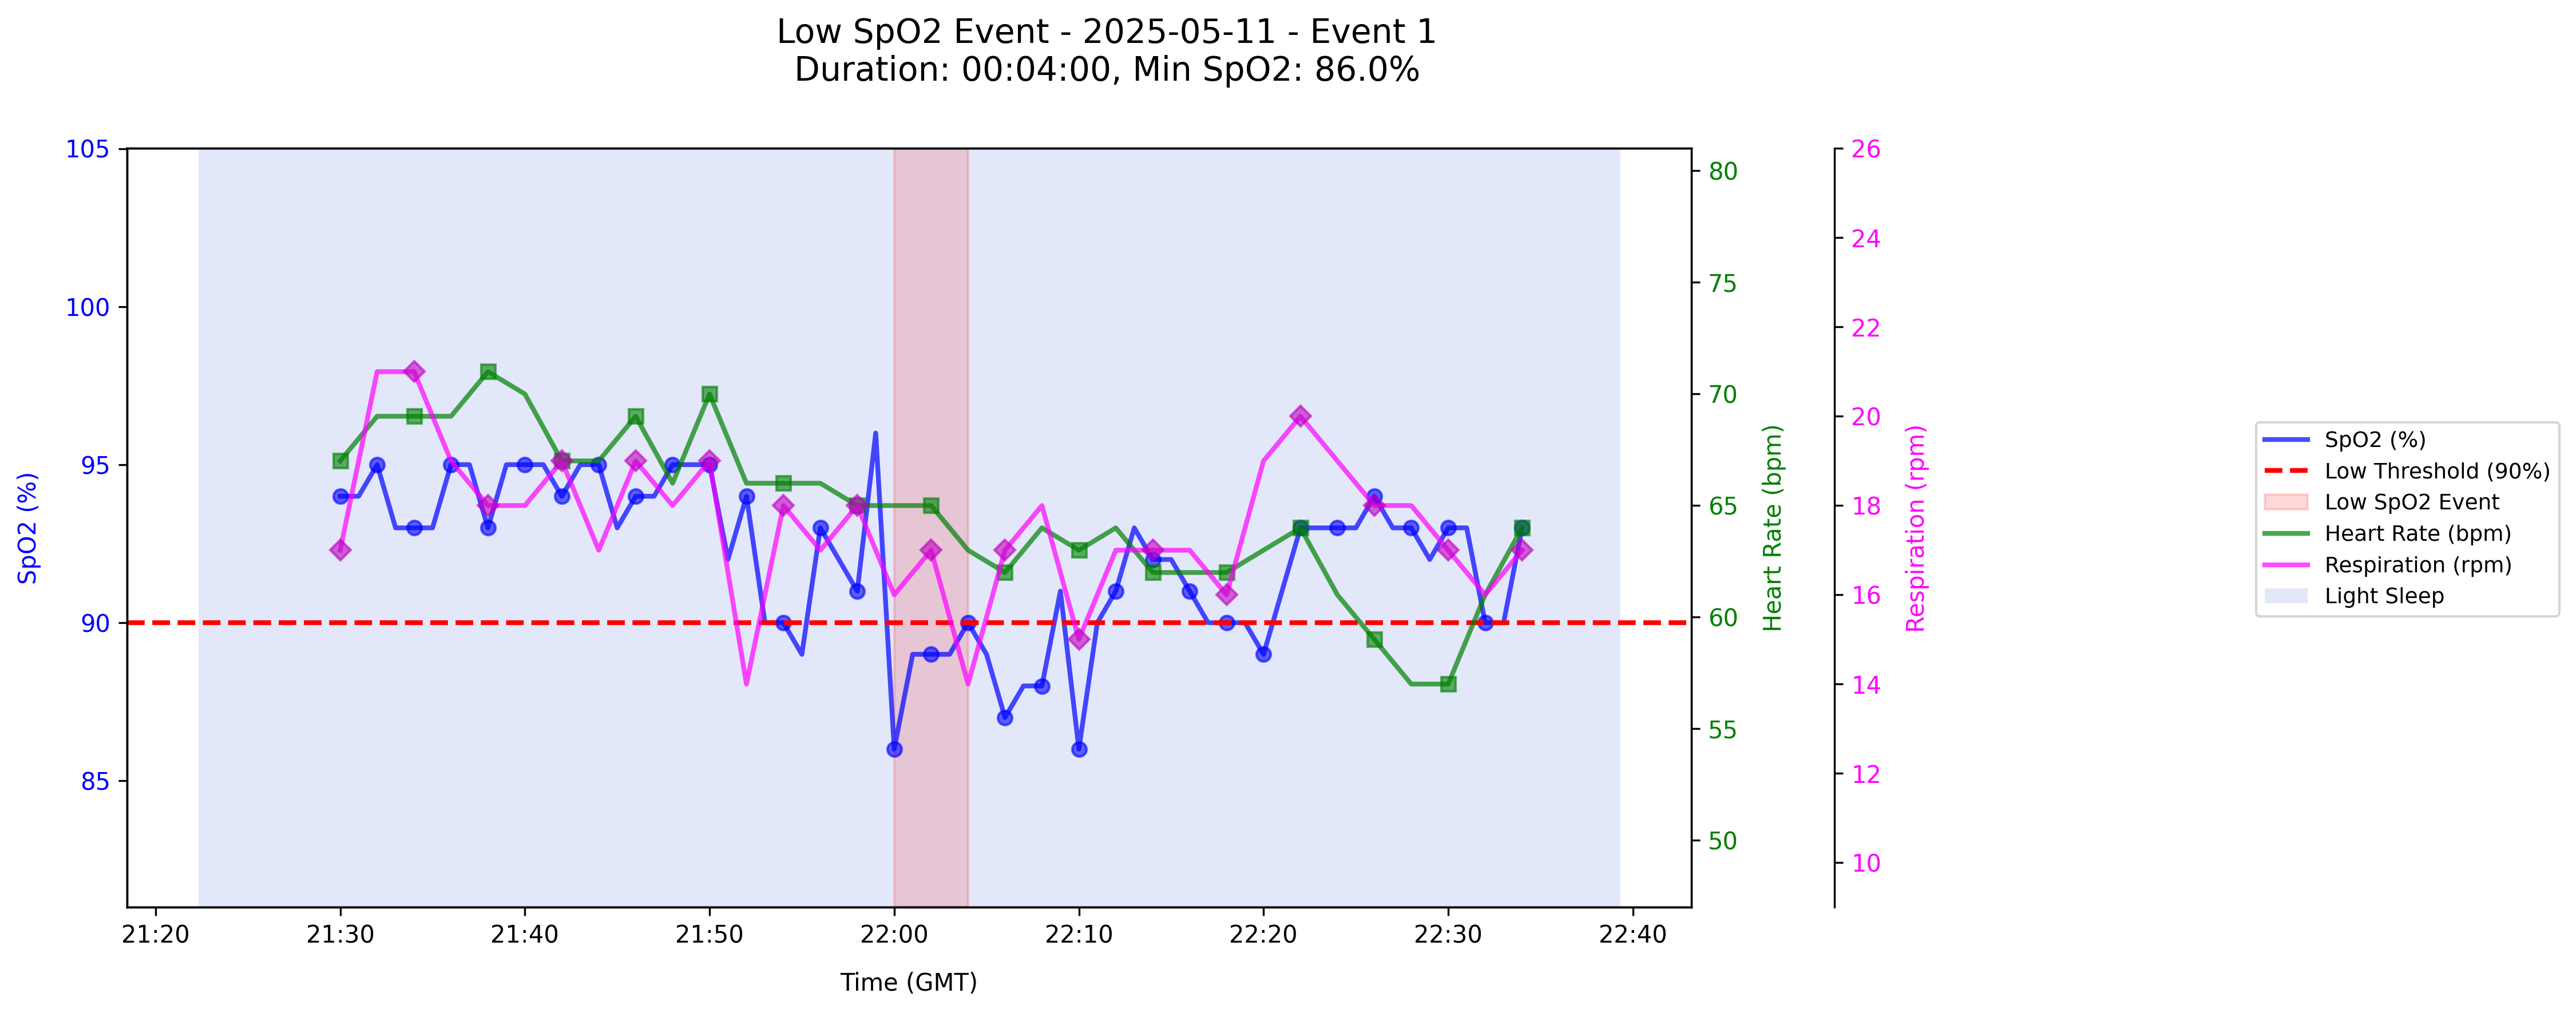 Low SpO2 Event - 2025-05-11 - Event 1
Duration: 00:04:00, Min SpO2: 86.0%
SpO2 (%)
105
100
95
90
85
21:20
21:30
21:40
21:50
22:00
22:10
22:20
22:30
22:40
Time (GMT)
80
75
70
65
60
55
50
Heart Rate (bpm)
26
24
22
20
18
16
14
12
10
Respiration (rpm)
SpO2 (%)
Low Threshold (90%)
Low SpO2 Event
Heart Rate (bpm)
Respiration (rpm)
Light Sleep